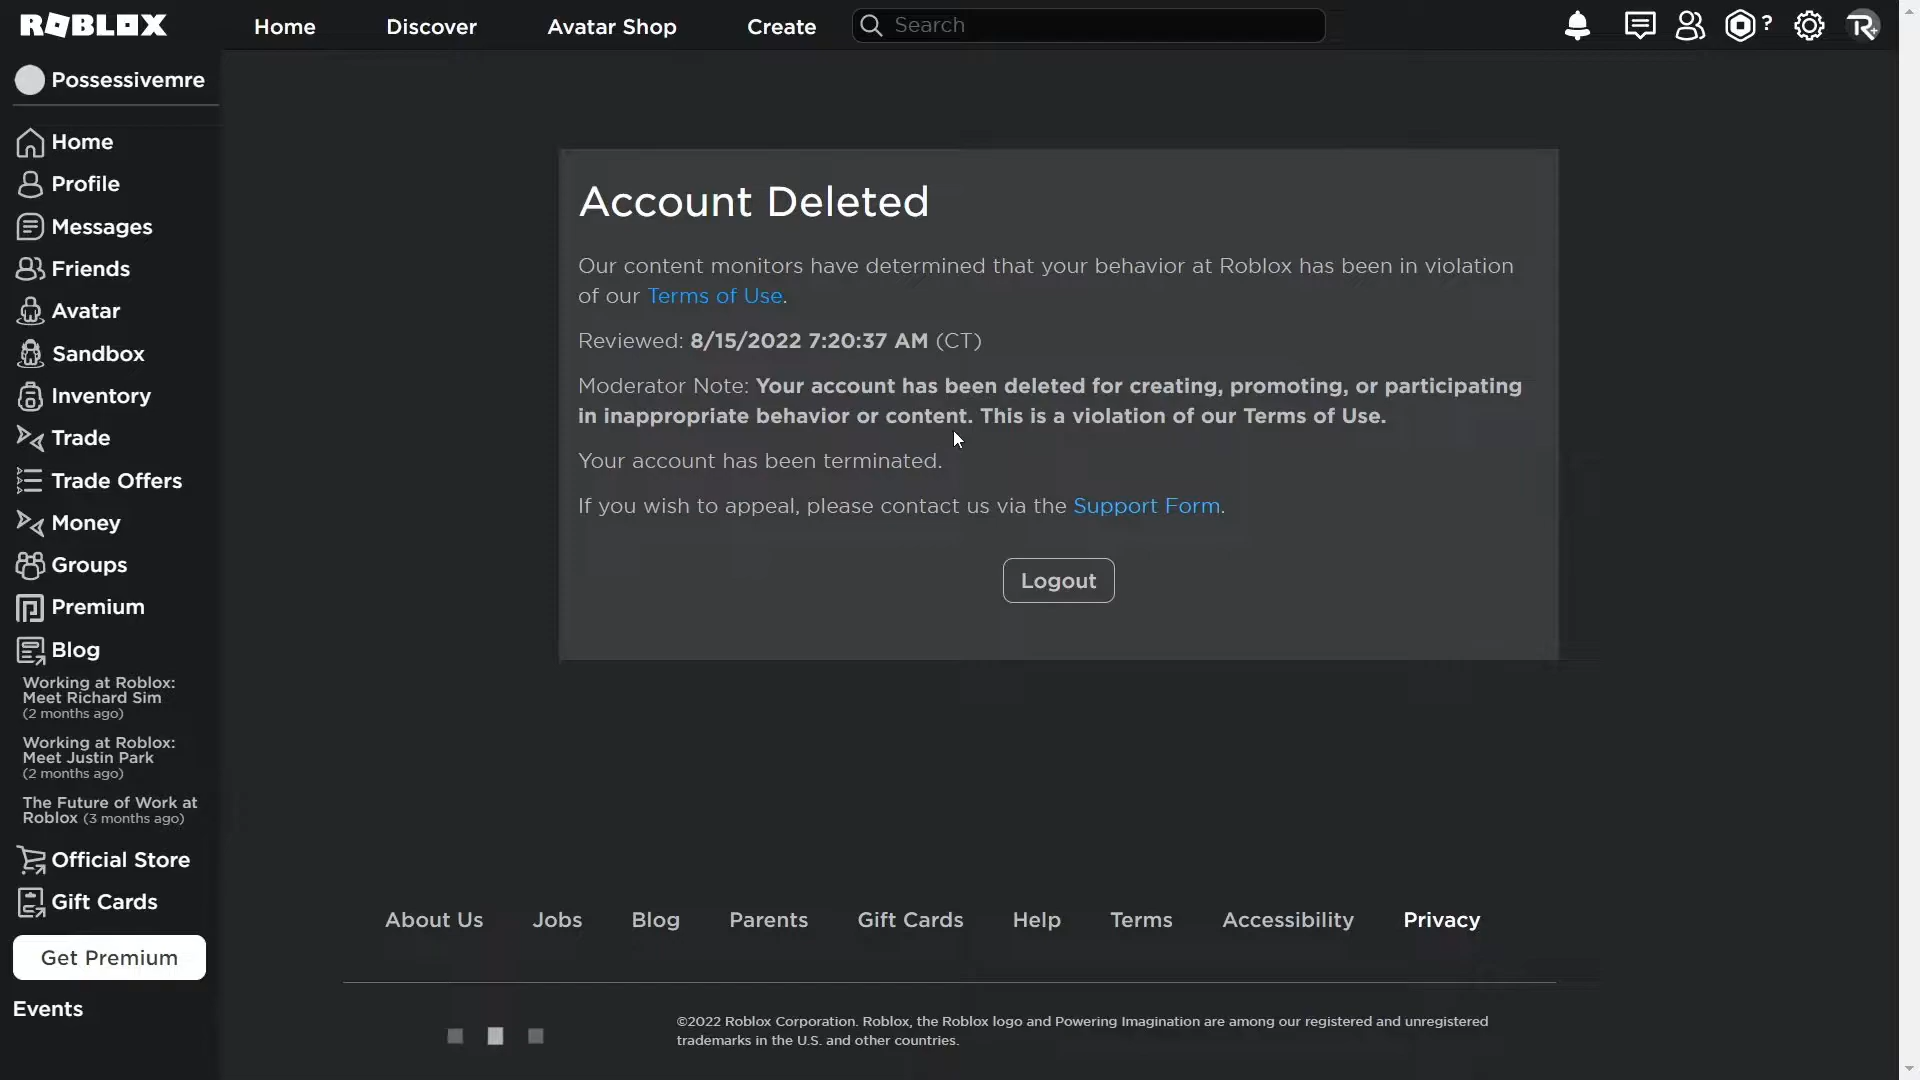 ROBLOX
Home
Discover
Avatar Shop
Create
Search
?
Possessivemre
Home
Profile
Messages
Friends
Avatar
Sandbox
Inventory
Trade
Trade Offers
Money
Groups
Premium
Blog
Working at Roblox:
Meet Richard Sim
(2 months ago)
Working at Roblox:
Meet Justin Park
(2 months ago)
The Future of Work at
Roblox (3 months ago)
Official Store
Gift Cards
Get Premium
Events
Account Deleted
Our content monitors have determined that your behavior at Roblox has been in violation
of our Terms of Use.
Reviewed: 8/15/2022 7:20:37 AM (CT)
Moderator Note: Your account has been deleted for creating, promoting, or participating
in inappropriate behavior or content. This is a violation of our Terms of Use.
Your account has been terminated.
If you wish to appeal, please contact us via the Support Form.
Logout
About Us
Jobs
Blog
Parents
Gift Cards
Help
Terms
Accessibility
Privacy
©2022 Roblox Corporation. Roblox, the Roblox logo and Powering Imagination are among our registered and unregistered
trademarks in the U.S. and other countries.